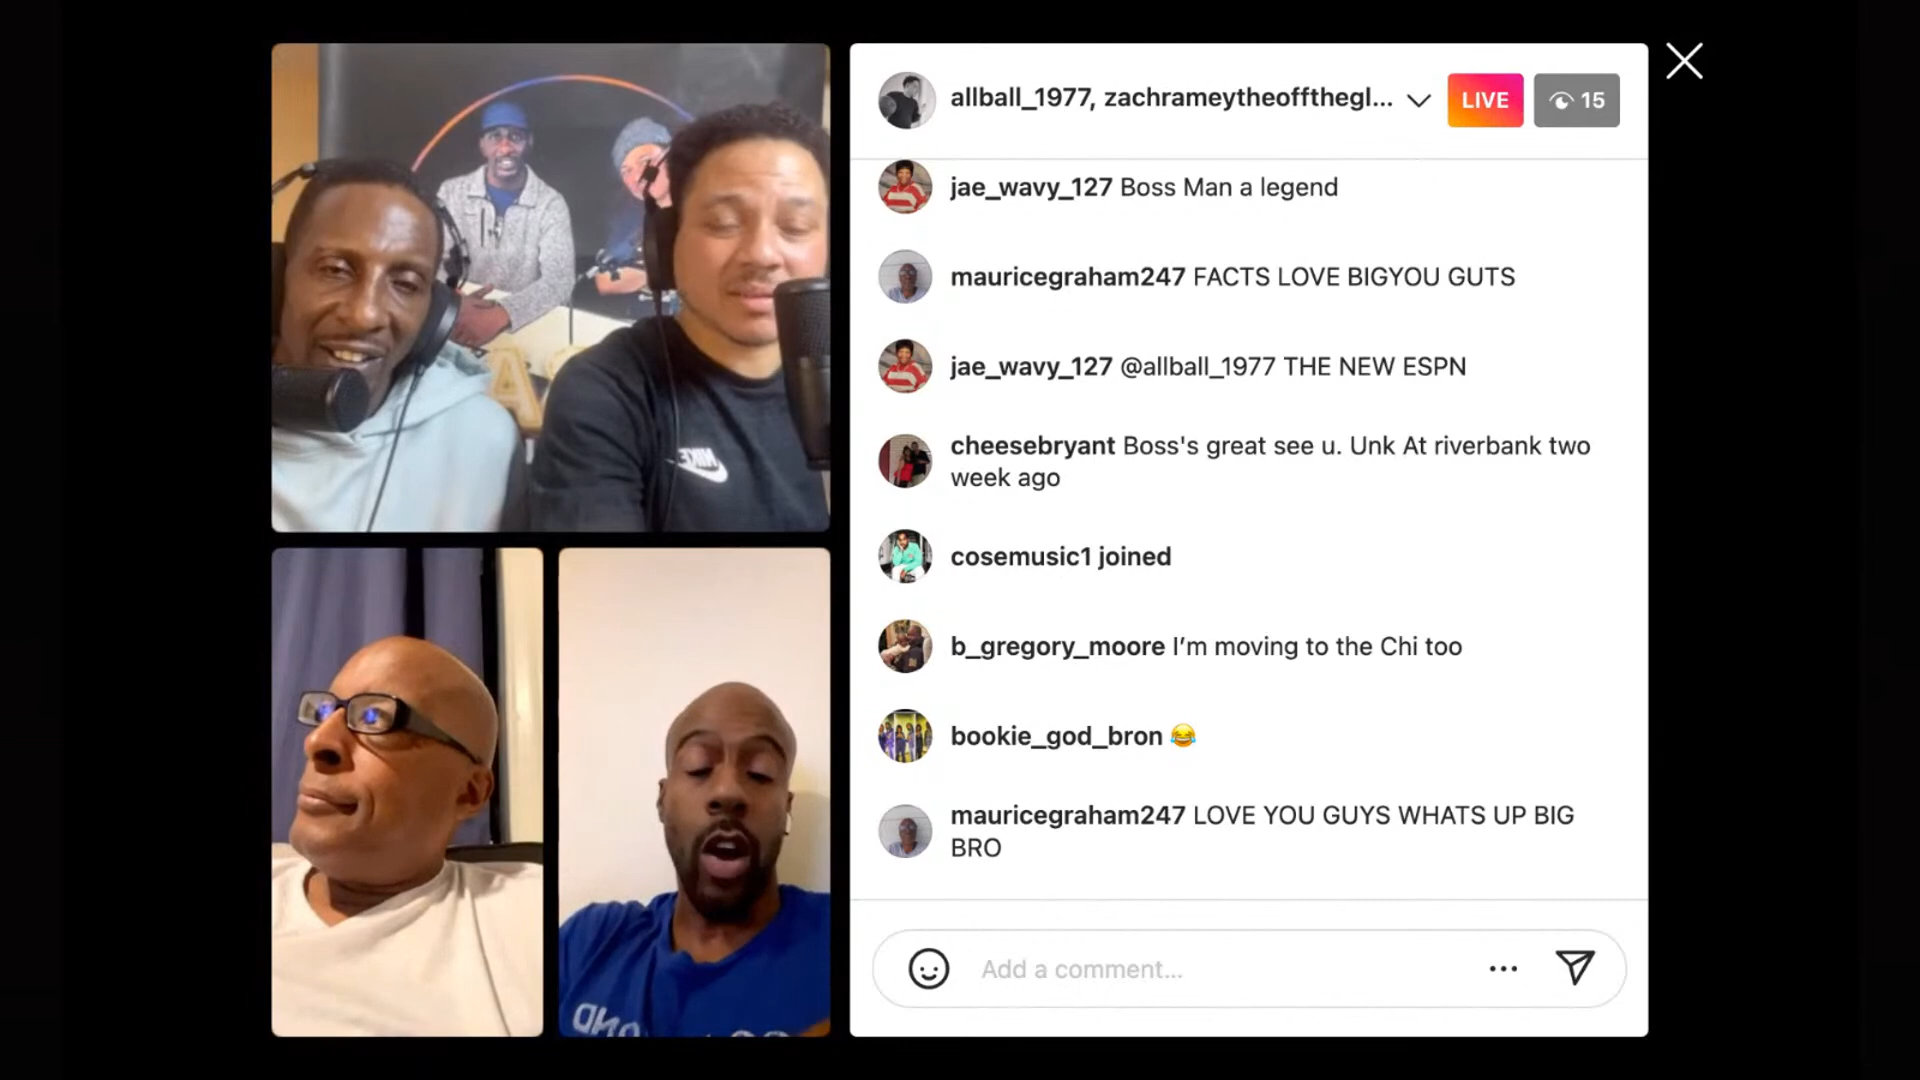 allball_1977, zachrameytheoffthegl...
LIVE
15
jae_wavy_127 Boss Man a legend
mauricegraham247 FACTS LOVE BIGYOU GUTS
jae_wavy_127 @allball_1977 THE NEW ESPN
cheesebryant Boss's great see u. Unk At riverbank two
week ago
cosemusic1 joined
b_gregory_moore I’m moving to the Chi too
bookie_god_bron 😂
mauricegraham247 LOVE YOU GUYS WHATS UP BIG
BRO
Add a comment...
NIKE